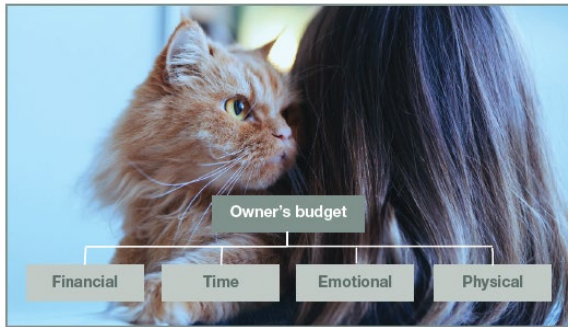 Owner's budget
Financial
Time
Emotional
Physical